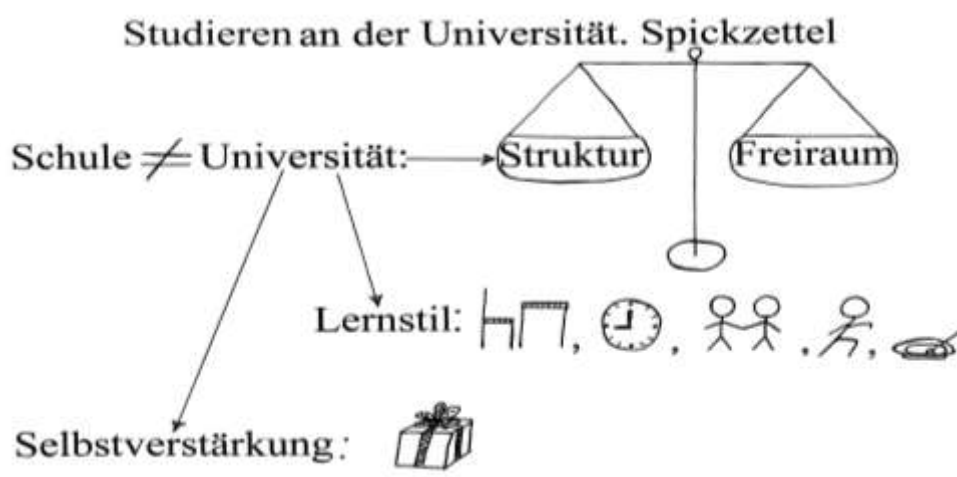 Studieren an der Universität. Spickzettel
Schule ≠ Universität: Struktur Freiraum
Lernstil: , , , ,
Selbstverstärkung: